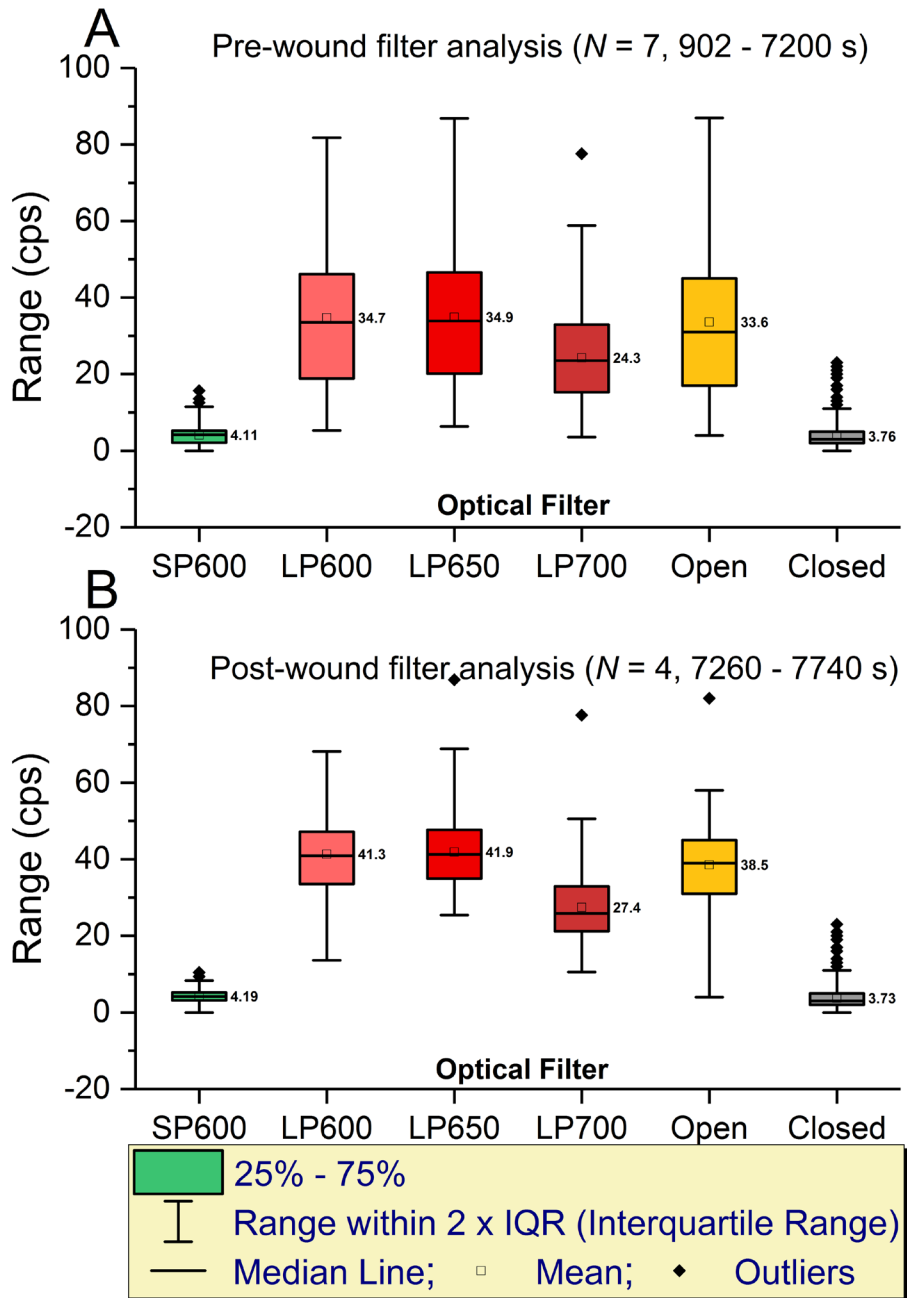 A
Pre-wound filter analysis (N = 7, 902 - 7200 s)
100
80
60
40
20
0
-20
Range (cps)
4.11
34.7
34.9
24.3
33.6
3.76
Optical Filter
SP600 LP600 LP650 LP700 Open Closed
B
Post-wound filter analysis (N = 4, 7260 - 7740 s)
100
80
60
40
20
0
-20
Range (cps)
4.19
41.3
41.9
27.4
38.5
3.73
Optical Filter
SP600 LP600 LP650 LP700 Open Closed
25% - 75%
Range within 2 x IQR (Interquartile Range)
Median Line; Mean; Outliers